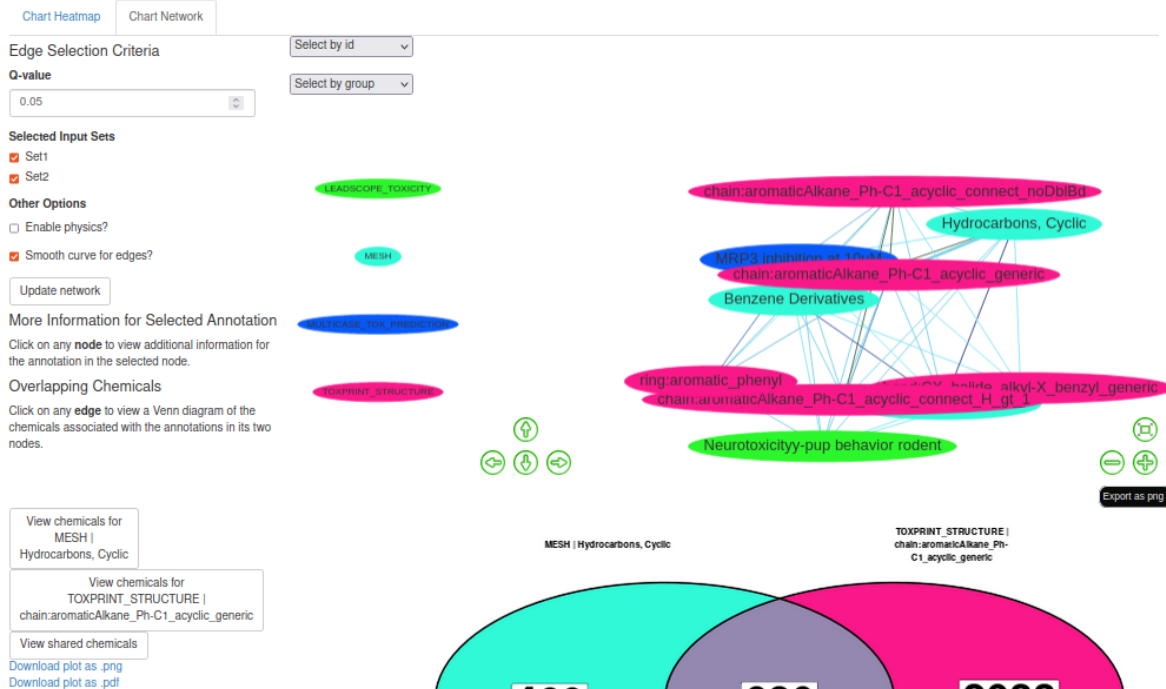 Chart Heatmap
Chart Network
Edge Selection Criteria
Q-value
0.05
Selected Input Sets
Set1
Set2
Other Options
Enable physics?
Smooth curve for edges?
Update network
More Information for Selected Annotation
Click on any node to view additional information for
the annotation in the selected node.
Overlapping Chemicals
Click on any edge to view a Venn diagram of the
chemicals associated with the annotations in its two
nodes.
Select by id
Select by group
LEADSCOPE_TOXICITY
MESH
MULTICASE_TOX_PREDICTION
TOXPRINT_STRUCTURE
chain:aromaticAlkane_Ph-C1_acyclic_connect_noDblBd
Hydrocarbons, Cyclic
MRP3 inhibition at 10uM
chain:aromaticAlkane_Ph-C1_acyclic_generic
Benzene Derivatives
ring:aromatic_phenyl
halide_alkyl-X_benzyl_generic
chain:aromaticAlkane_Ph-C1_acyclic_connect_H_gt_1
Neurotoxicityy-pup behavior rodent
Export as png
View chemicals for
MESH |
Hydrocarbons, Cyclic
View chemicals for
TOXPRINT_STRUCTURE |
chain:aromaticAlkane_Ph-C1_acyclic_generic
View shared chemicals
Download plot as .png
Download plot as .pdf
MESH | Hydrocarbons, Cyclic
TOXPRINT_STRUCTURE |
chain:aromaticAlkane_Ph-
C1_acyclic_generic